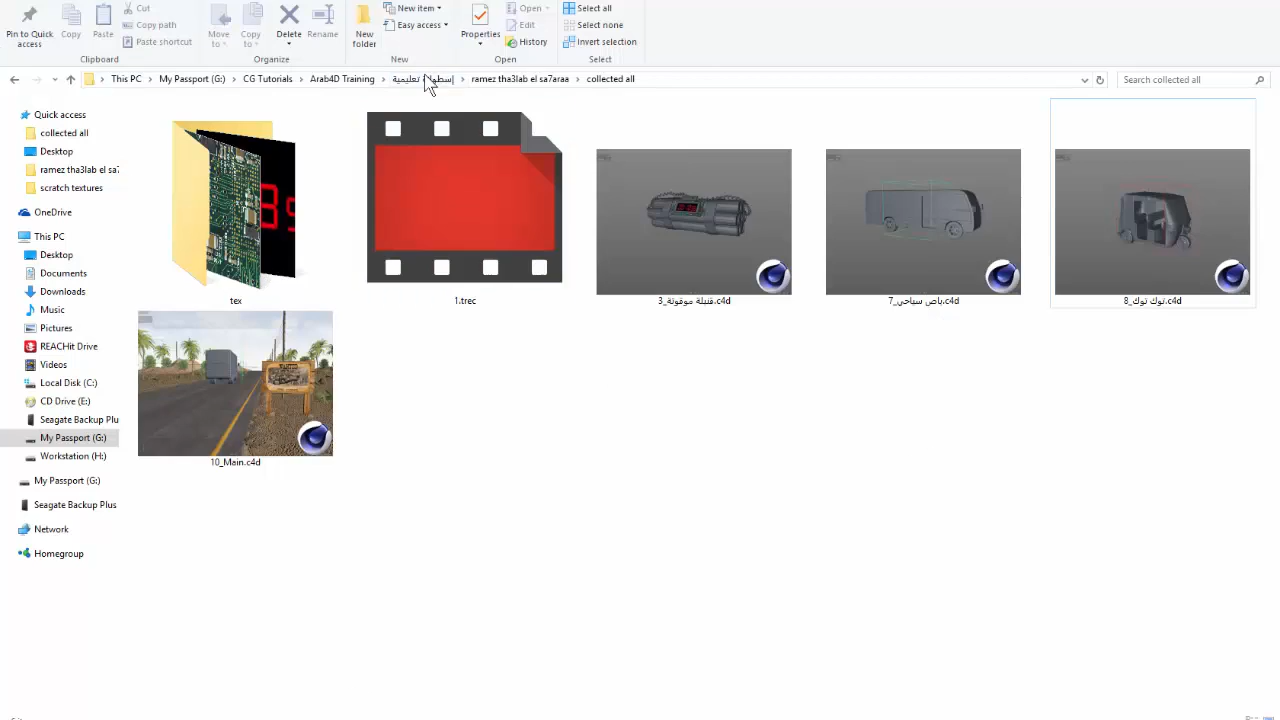 Pin to Quick access
Copy
Paste
Cut
Copy path
Paste shortcut
Clipboard
Move to
Copy to
Delete
Rename
Organize
New folder
New item
Easy access
New
Properties
Open
Edit
History
Open
Select all
Select none
Invert selection
Select
This PC
My Passport (G:)
CG Tutorials
Arab4D Training
إسطوانة تعليمية
ramez tha3lab el sa7araa
collected all
Search collected all
Quick access
collected all
Desktop
ramez tha3lab el sa7
scratch textures
OneDrive
This PC
Desktop
Documents
Downloads
Music
Pictures
REACHit Drive
Videos
Local Disk (C:)
CD Drive (E:)
Seagate Backup Plu
My Passport (G:)
Workstation (H:)
My Passport (G:)
Seagate Backup Plus
Network
Homegroup
tex
1.trec
3_قنبلة موقوتة.c4d
7_باص سياحي.c4d
8_توك توك.c4d
10_Main.c4d